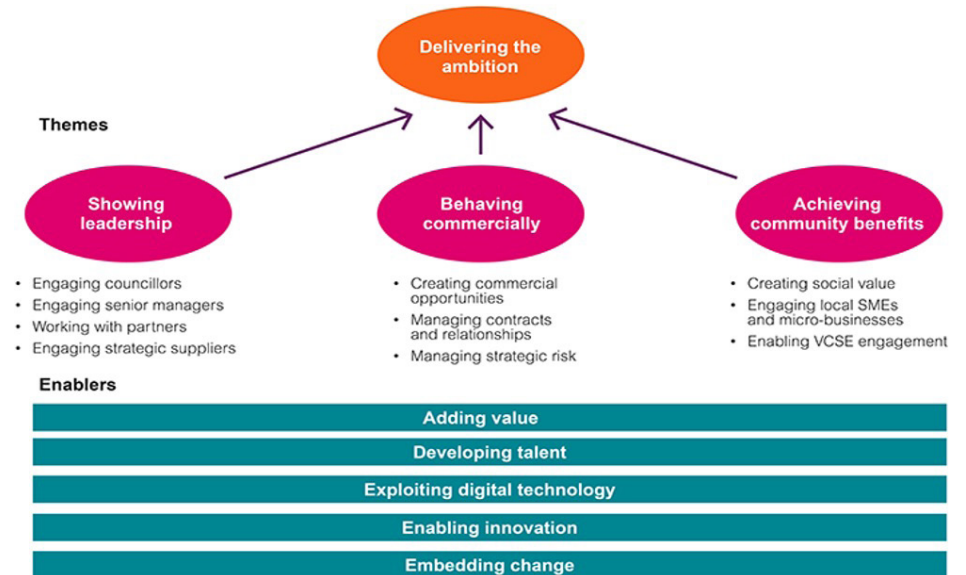 Delivering the
ambition
Themes
Showing
leadership
• Engaging councillors
• Engaging senior managers
• Working with partners
• Engaging strategic suppliers
Behaving
commercially
• Creating commercial
opportunities
• Managing contracts
and relationships
• Managing strategic risk
Achieving
community benefits
• Creating social value
• Engaging local SMEs
and micro-businesses
• Enabling VCSE engagement
Enablers
Adding value
Developing talent
Exploiting digital technology
Enabling innovation
Embedding change